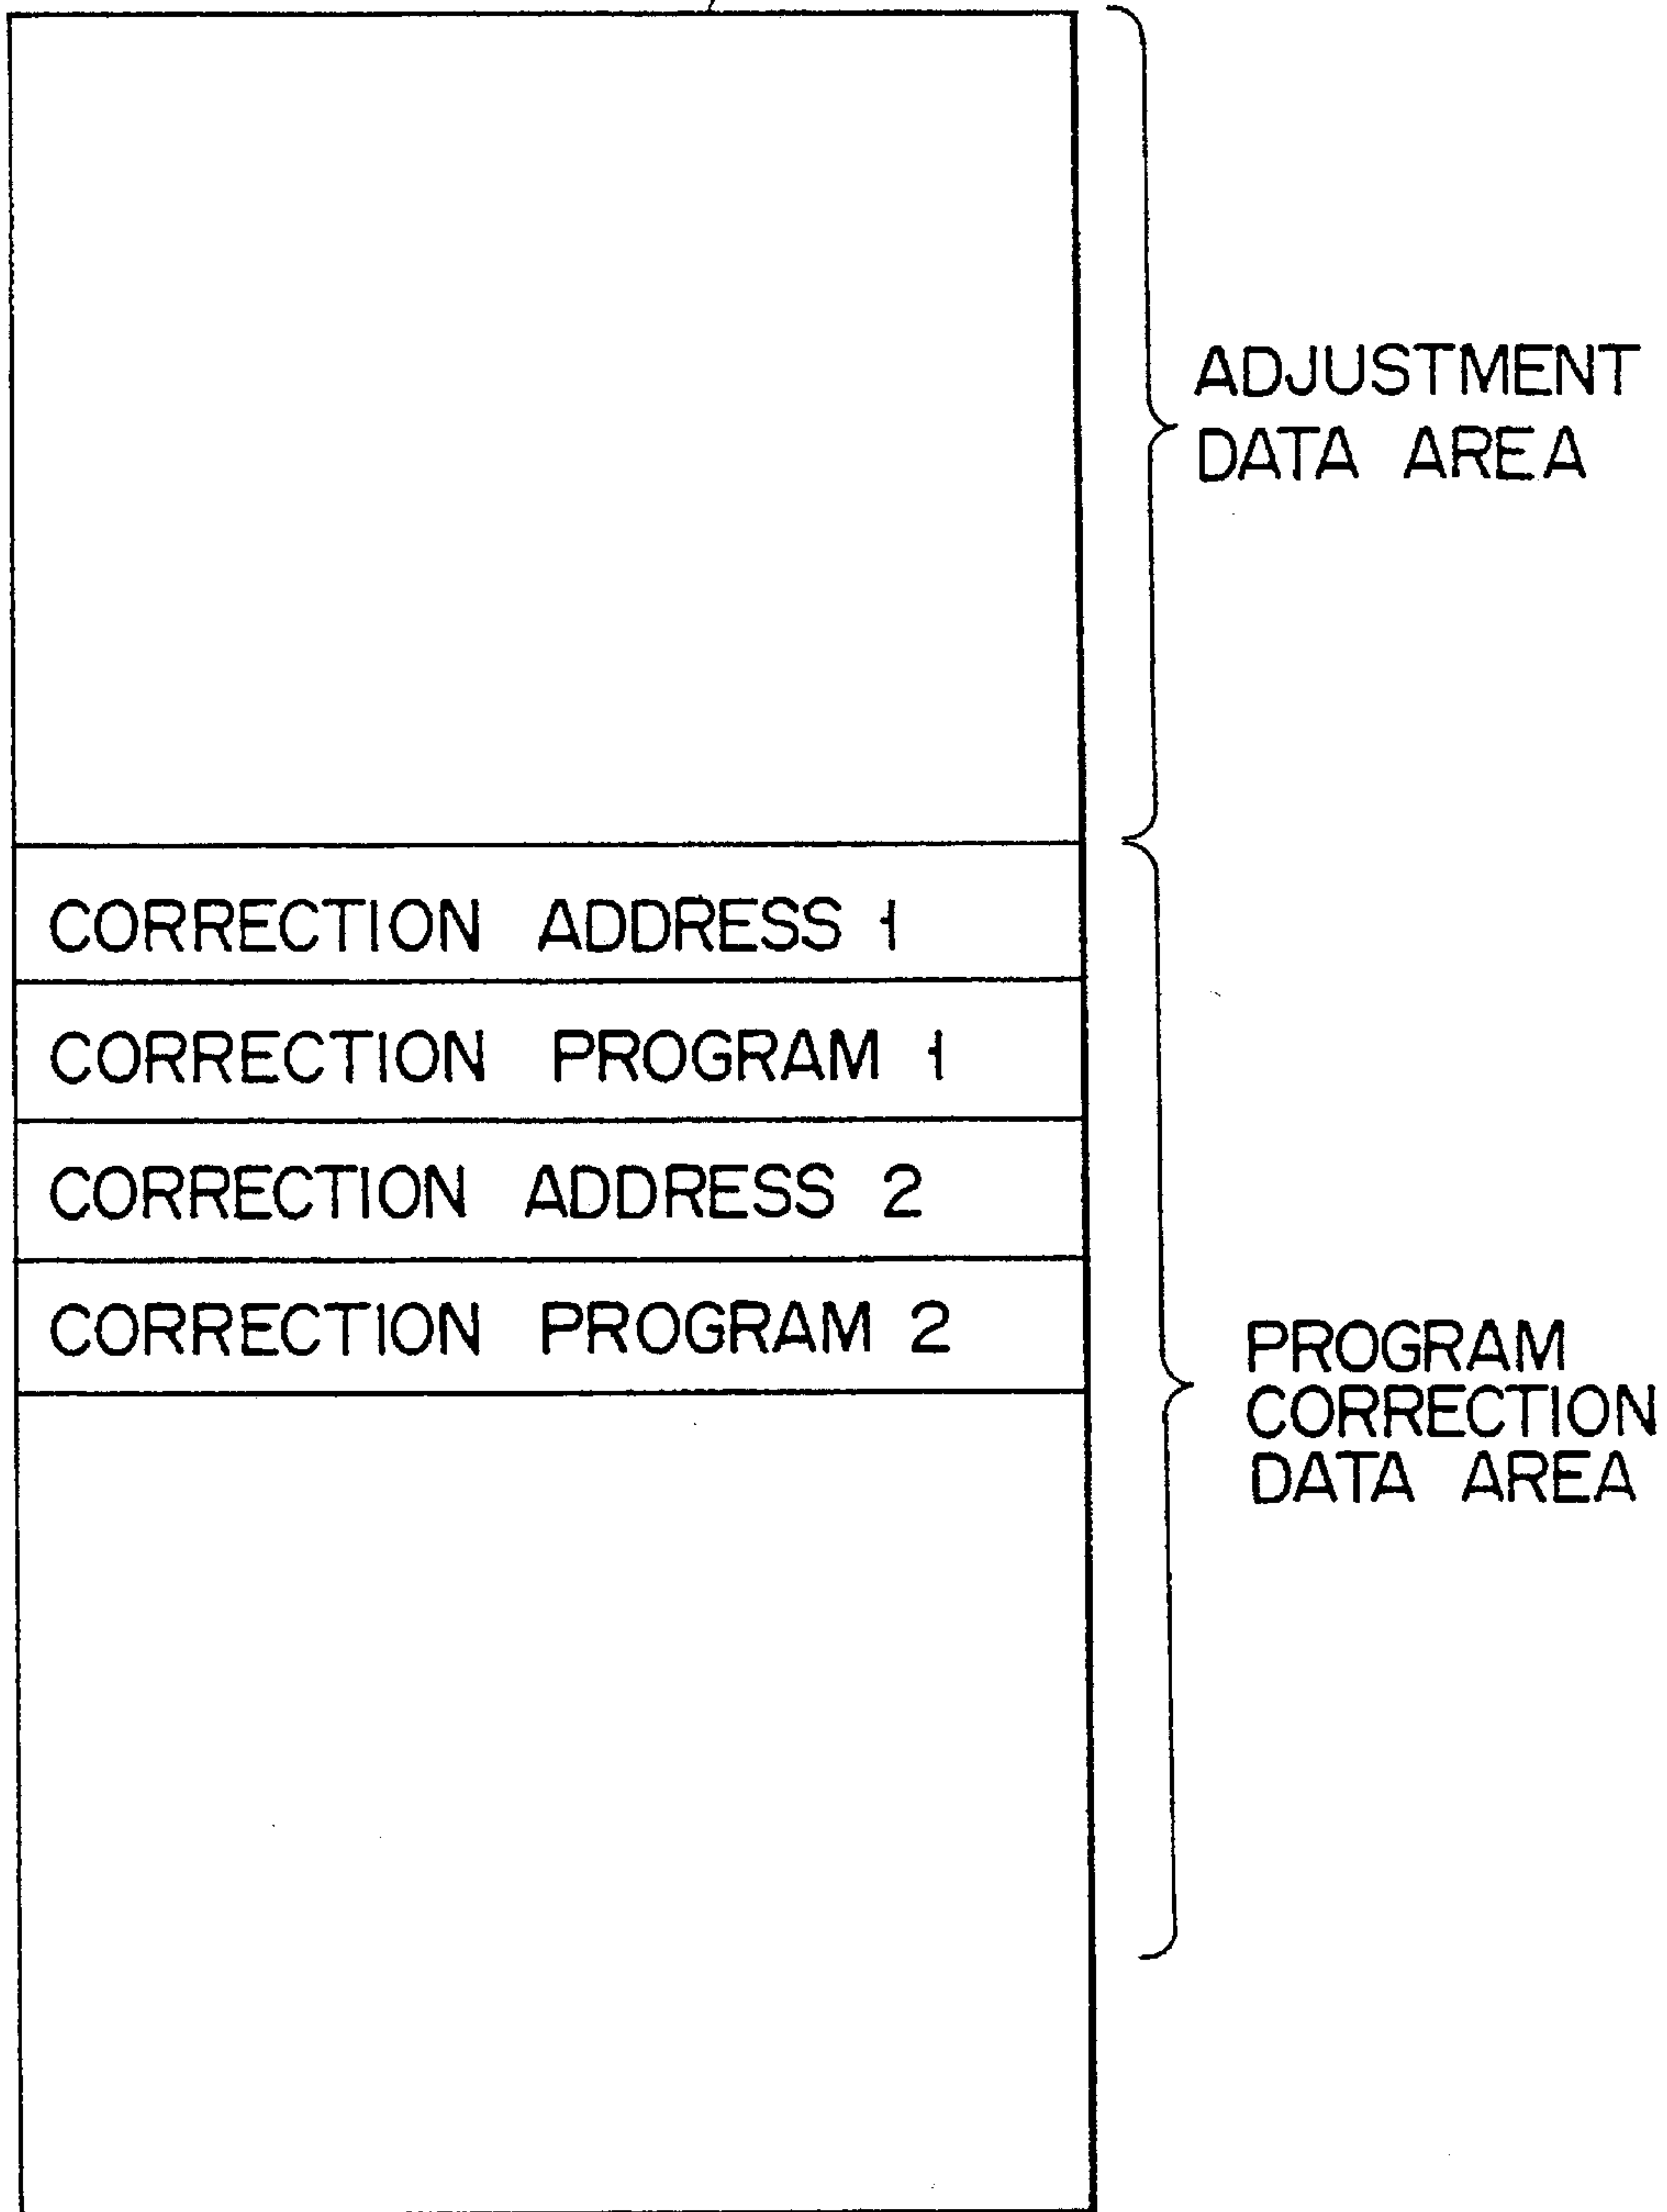 ADJUSTMENT
DATA AREA
CORRECTION ADDRESS 1
CORRECTION PROGRAM 1
CORRECTION ADDRESS 2
CORRECTION PROGRAM 2
PROGRAM
CORRECTION
DATA AREA